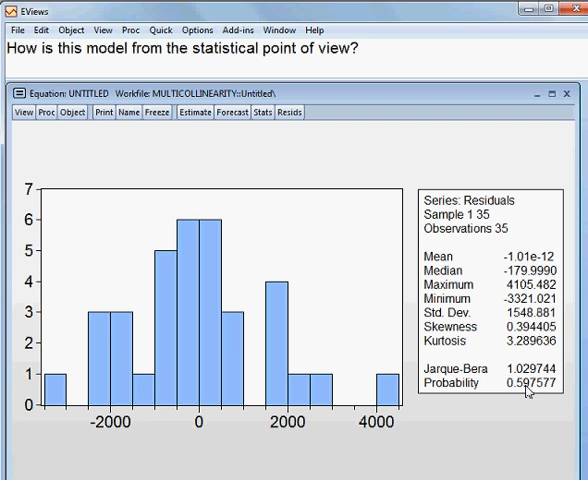 EViews
File Edit Object View Proc Quick Options Add-ins Window Help
How is this model from the statistical point of view?
Equation: UNTITLED Workfile: MULTICOLLINEARITY::Untitled\
View Proc Object Print Name Freeze Estimate Forecast Stats Resids
7
6
5
4
3
2
1
0
-2000 0 2000 4000
Series: Residuals
Sample 1 35
Observations 35
Mean -1.01e-12
Median -179.9990
Maximum 4105.482
Minimum -3321.021
Std. Dev. 1548.881
Skewness 0.394405
Kurtosis 3.289636
Jarque-Bera 1.029744
Probability 0.597577